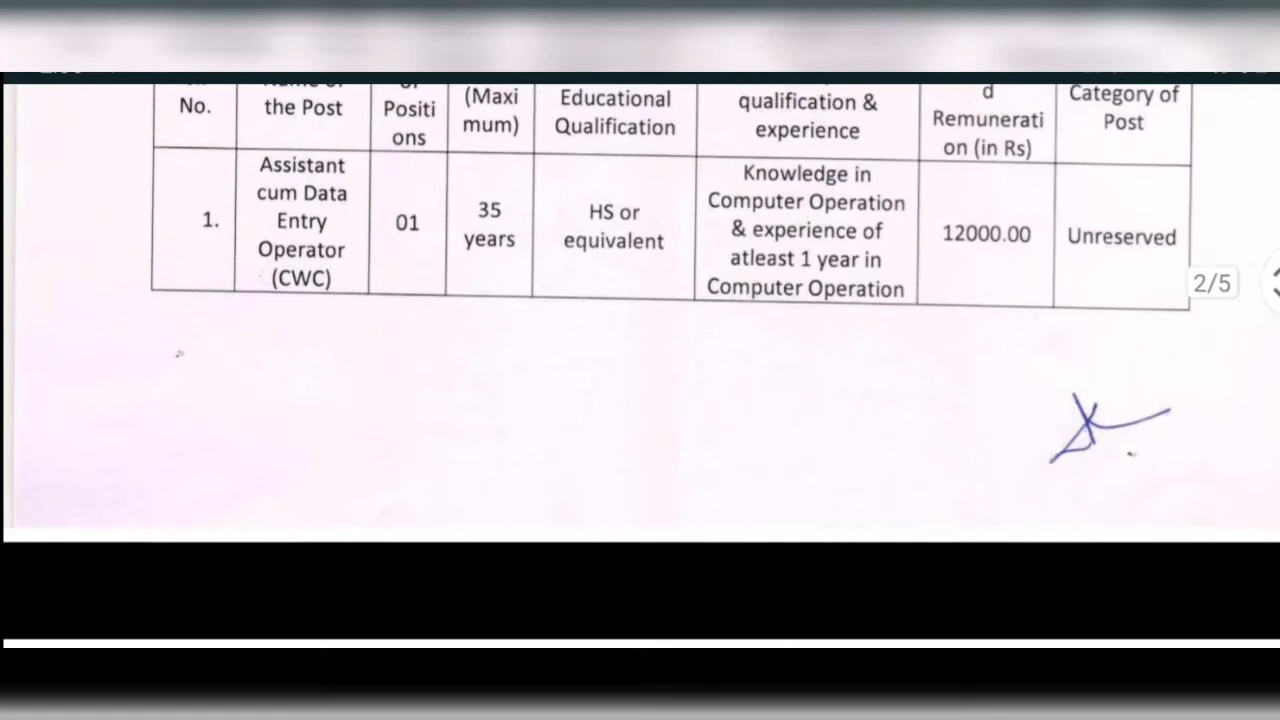 No.
the Post
Positi
ons
(Maxi
mum)
Educational
Qualification
qualification &
experience
d
Remunerati
on (in Rs)
Category of
Post
1.
Assistant
cum Data
Entry
Operator
(CWC)
01
35
years
HS or
equivalent
Knowledge in
Computer Operation
& experience of
atleast 1 year in
Computer Operation
12000.00
Unreserved
2/5